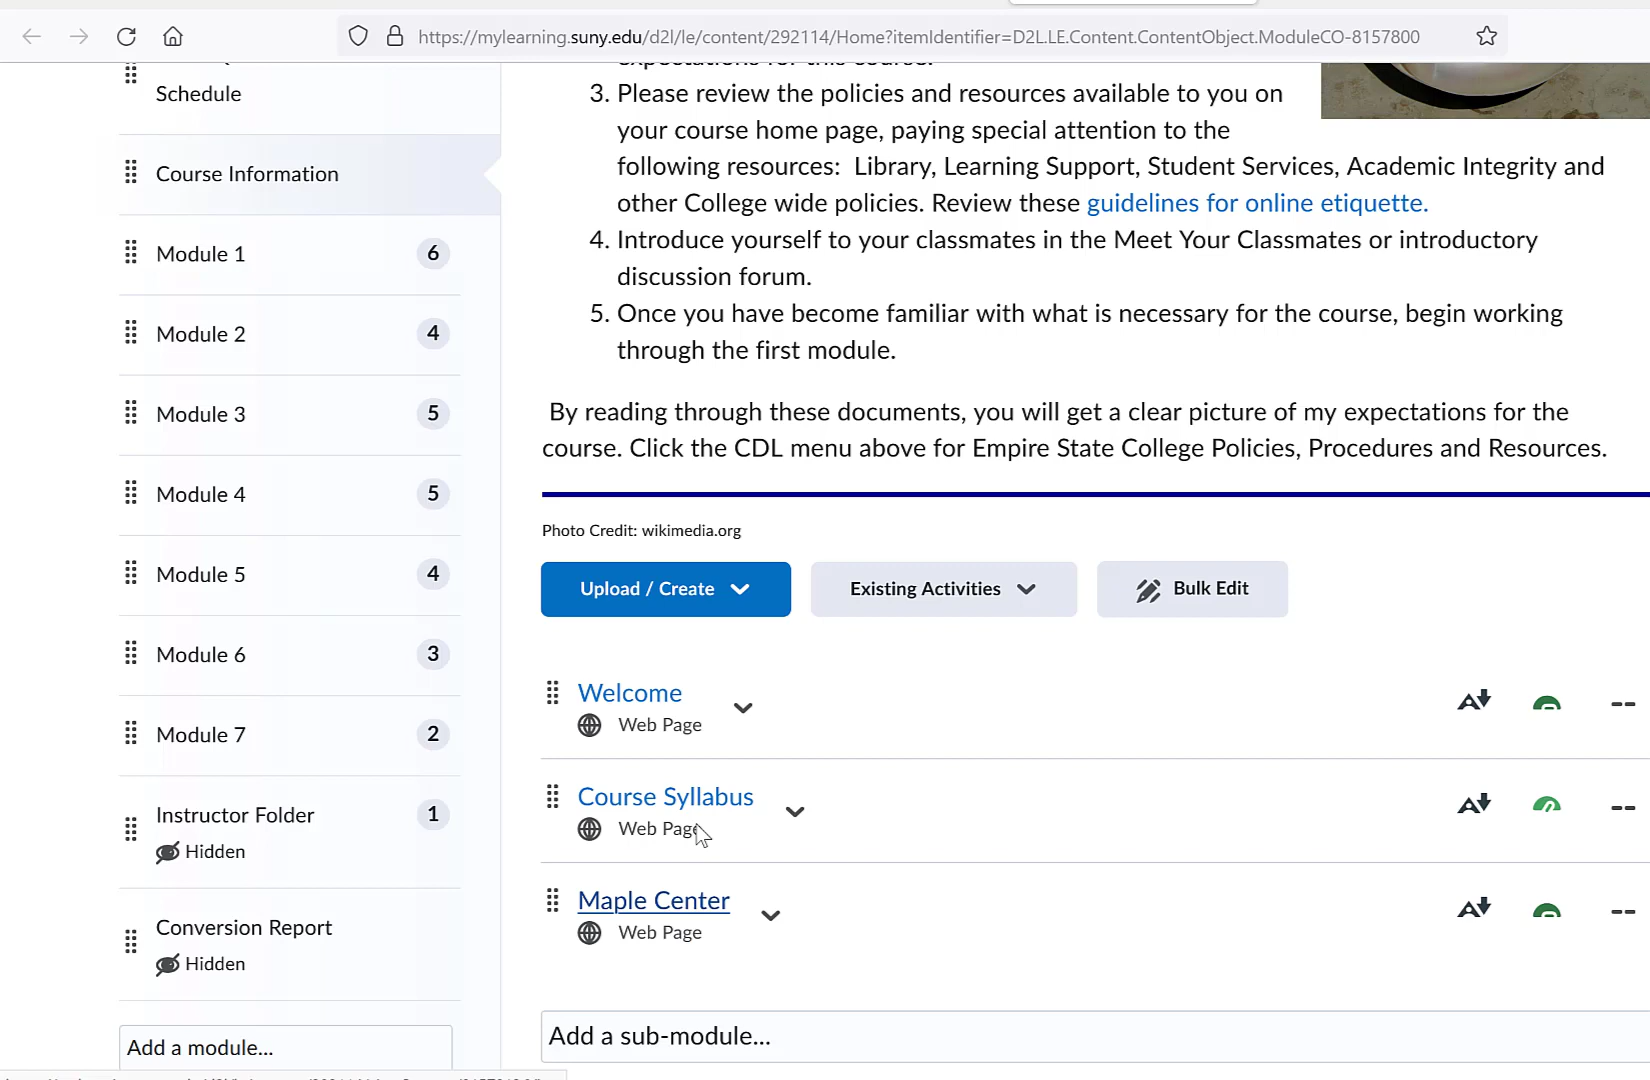 https://mylearning.suny.edu/d2l/le/content/292114/Home?itemIdentifier=D2L.LE.Content.ContentObject.ModuleCO-8157800
Schedule
Course Information
Module 1
6
Module 2
4
Module 3
5
Module 4
5
Module 5
4
Module 6
3
Module 7
2
Instructor Folder
1
Hidden
Conversion Report
Hidden
Add a module...
expectations for this course.
3. Please review the policies and resources available to you on
your course home page, paying special attention to the
following resources:  Library, Learning Support, Student Services, Academic Integrity and
other College wide policies. Review these guidelines for online etiquette.
4. Introduce yourself to your classmates in the Meet Your Classmates or introductory
discussion forum.
5. Once you have become familiar with what is necessary for the course, begin working
through the first module.
By reading through these documents, you will get a clear picture of my expectations for the
course. Click the CDL menu above for Empire State College Policies, Procedures and Resources.
Photo Credit: wikimedia.org
Upload / Create
Existing Activities
Bulk Edit
Welcome
Web Page
--
Course Syllabus
Web Page
--
Maple Center
Web Page
--
Add a sub-module...